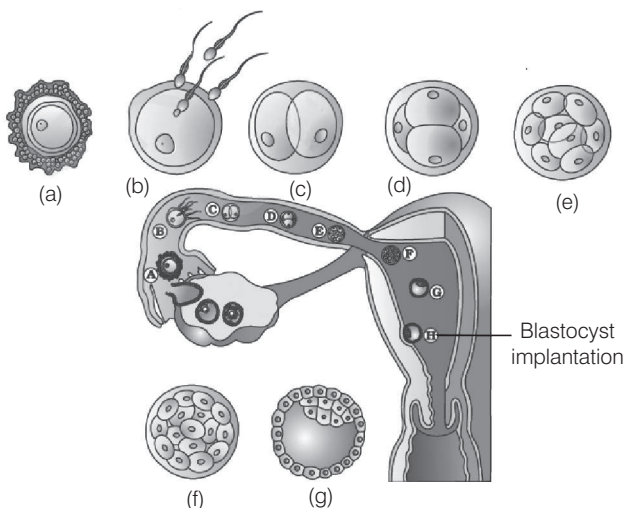 (a)
(b)
(c)
(d)
(e)
A
B
C
D
E
F
G
H
Blastocyst
implantation
(f)
(g)